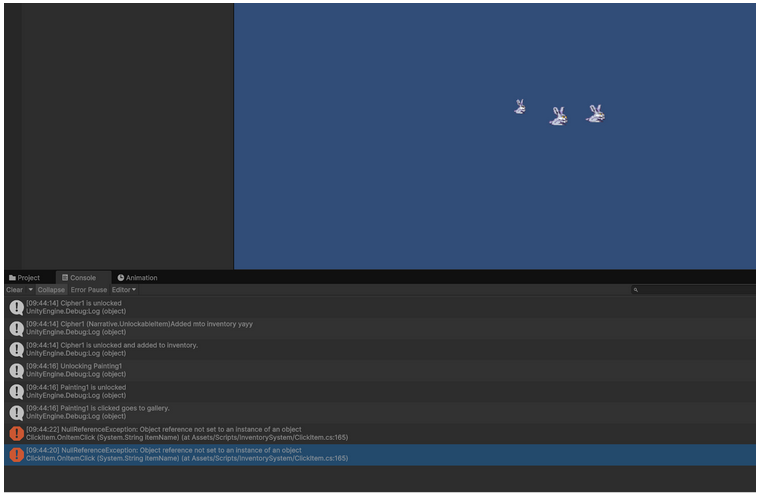 Project
Console
Animation
Clear
Collapse
Error Pause
Editor
[09:44:14] Cipher1 is unlocked
UnityEngine.Debug:Log (object)
[09:44:14] Cipher1 (Narrative.UnlockableItem)Added mto inventory yayy
UnityEngine.Debug:Log (object)
[09:44:14] Cipher1 is unlocked and added to inventory.
UnityEngine.Debug:Log (object)
[09:44:16] Unlocking Painting1
UnityEngine.Debug:Log (object)
[09:44:16] Painting1 is unlocked
UnityEngine.Debug:Log (object)
[09:44:16] Painting1 is clicked goes to gallery.
UnityEngine.Debug:Log (object)
[09:44:22] NullReferenceException: Object reference not set to an instance of an object
ClickItem.OnItemClick (System.String itemName) (at Assets/Scripts/InventorySystem/ClickItem.cs:165)
[09:44:20] NullReferenceException: Object reference not set to an instance of an object
ClickItem.OnItemClick (System.String itemName) (at Assets/Scripts/InventorySystem/ClickItem.cs:165)